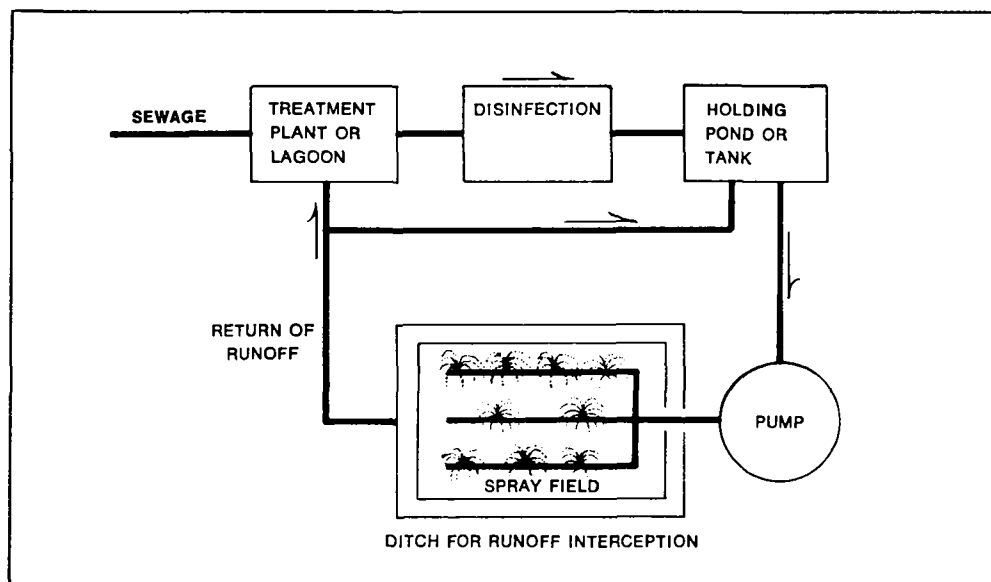 SEWAGE
TREATMENT
PLANT OR
LAGOON
DISINFECTION
HOLDING
POND OR
TANK
RETURN OF
RUNOFF
PUMP
SPRAY FIELD
DITCH FOR RUNOFF INTERCEPTION